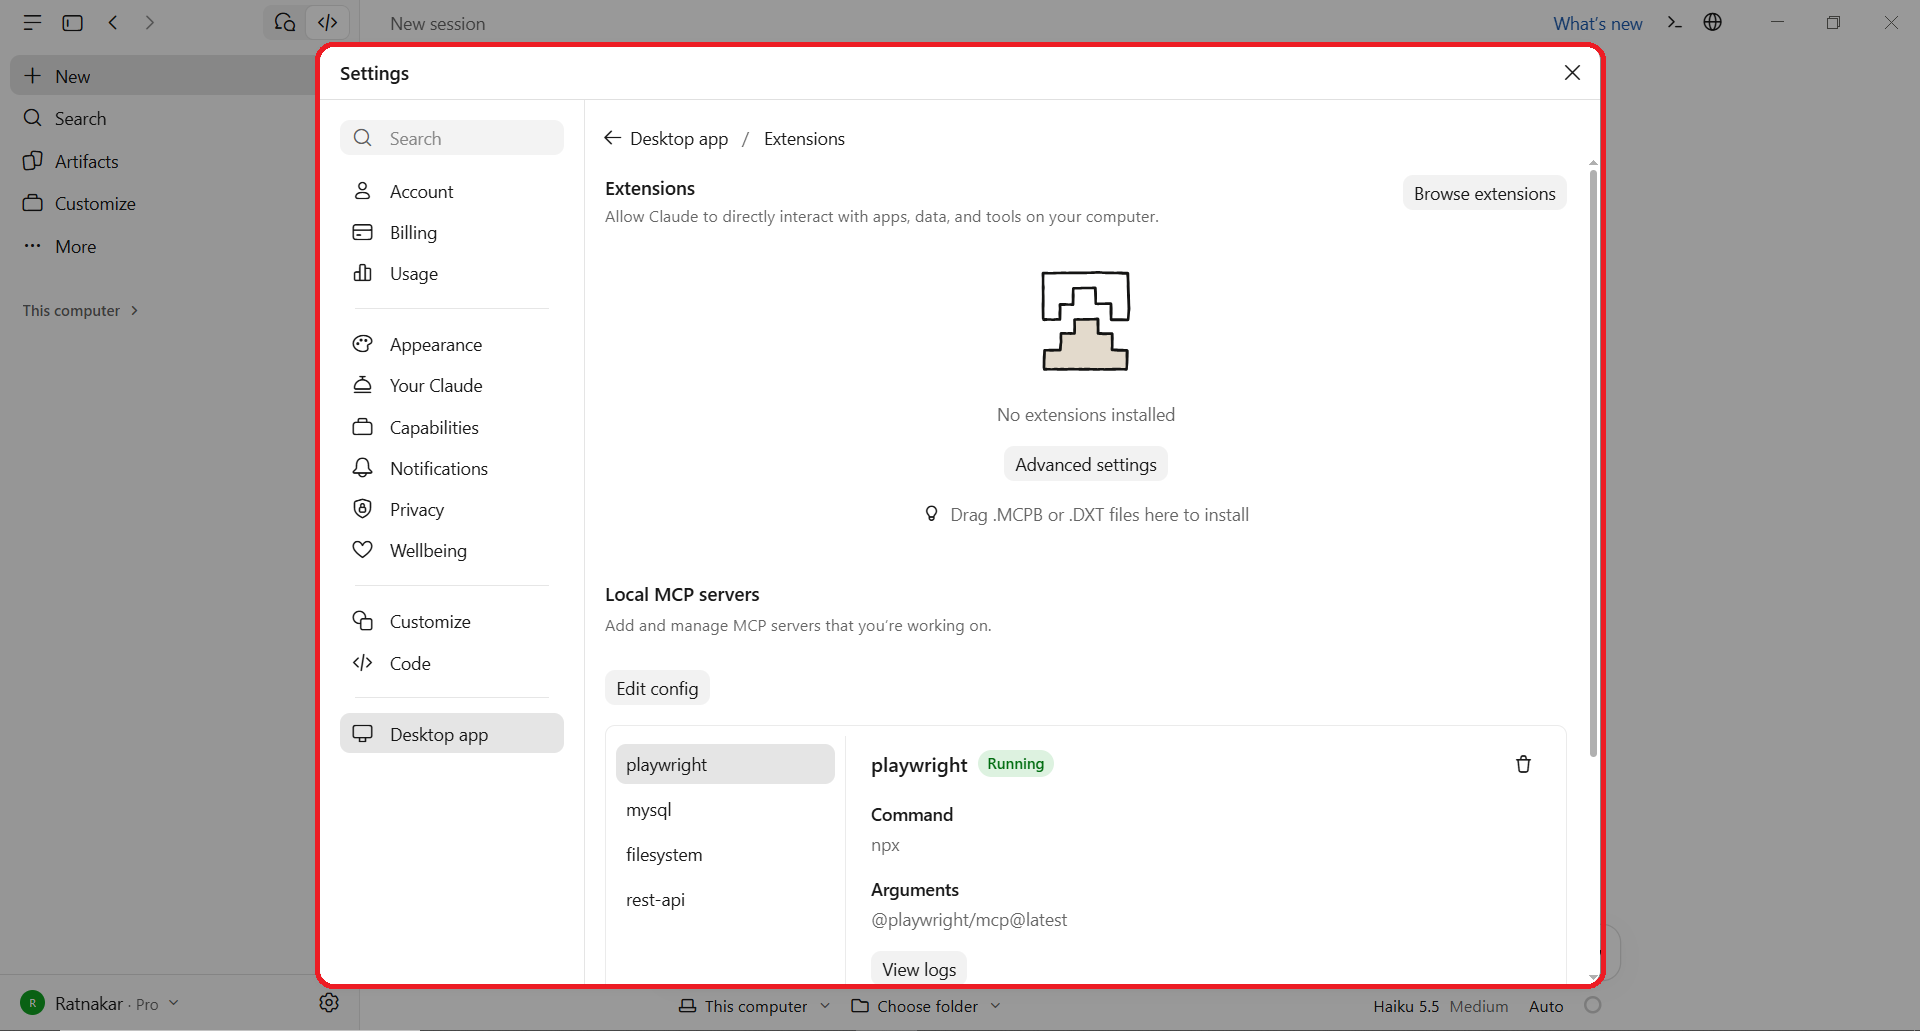 New session
What's new
New
Search
Artifacts
Customize
More
This computer
R Ratnakar · Pro
Settings
Search
Account
Billing
Usage
Appearance
Your Claude
Capabilities
Notifications
Privacy
Wellbeing
Customize
Code
Desktop app
Desktop app / Extensions
Extensions
Allow Claude to directly interact with apps, data, and tools on your computer.
Browse extensions
No extensions installed
Advanced settings
Drag .MCPB or .DXT files here to install
Local MCP servers
Add and manage MCP servers that you're working on.
Edit config
playwright
mysql
filesystem
rest-api
playwright Running
Command
npx
Arguments
@playwright/mcp@latest
View logs
This computer
Choose folder
Haiku 5.5 Medium
Auto